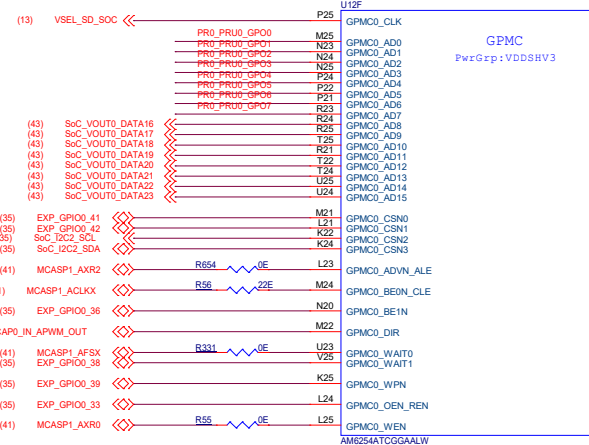 U12F
(13) VSEL_SD_SOC P25 GPMC0_CLK
GPMC
PwrGrp:VDDSHV3
PR0_PRU0_GPO0 M25 GPMC0_AD0
PR0_PRU0_GPO1 N23 GPMC0_AD1
PR0_PRU0_GPO2 N24 GPMC0_AD2
PR0_PRU0_GPO3 N25 GPMC0_AD3
PR0_PRU0_GPO4 P24 GPMC0_AD4
PR0_PRU0_GPO5 P22 GPMC0_AD5
PR0_PRU0_GPO6 P21 GPMC0_AD6
PR0_PRU0_GPO7 R23 GPMC0_AD7
(43) SoC_VOUT0_DATA16 R24 GPMC0_AD8
(43) SoC_VOUT0_DATA17 R25 GPMC0_AD9
(43) SoC_VOUT0_DATA18 T25 GPMC0_AD10
(43) SoC_VOUT0_DATA19 R21 GPMC0_AD11
(43) SoC_VOUT0_DATA20 T22 GPMC0_AD12
(43) SoC_VOUT0_DATA21 T24 GPMC0_AD13
(43) SoC_VOUT0_DATA22 U25 GPMC0_AD14
(43) SoC_VOUT0_DATA23 U24 GPMC0_AD15
(35) EXP_GPIO0_41 M21 GPMC0_CSN0
(35) EXP_GPIO0_42 L21 GPMC0_CSN1
35) SoC_I2C2_SCL K22 GPMC0_CSN2
(35) SoC_I2C2_SDA K24 GPMC0_CSN3
(41) MCASP1_AXR2 R654 0E L23 GPMC0_ADVN_ALE
) MCASP1_ACLKX R56 22E M24 GPMC0_BE0N_CLE
(35) EXP_GPIO0_36 N20 GPMC0_BE1N
CAP0_IN_APWM_OUT M22 GPMC0_DIR
(41) MCASP1_AFSX R331 0E U23 GPMC0_WAIT0
(35) EXP_GPIO0_38 V25 GPMC0_WAIT1
(35) EXP_GPIO0_39 K25 GPMC0_WPN
(35) EXP_GPIO0_33 L24 GPMC0_OEN_REN
(41) MCASP1_AXR0 R55 0E L25 GPMC0_WEN
AM6254ATCGGAALW